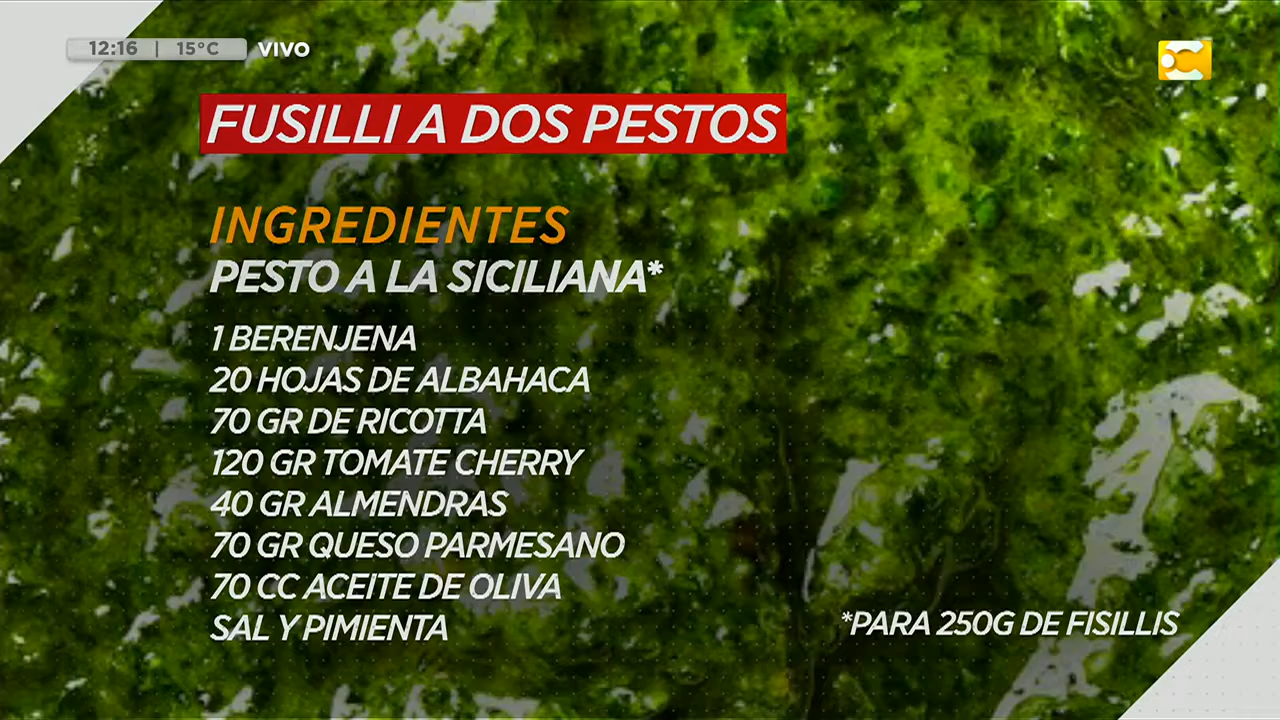 12:16 | 15°C VIVO
FUSILLI A DOS PESTOS
INGREDIENTES
PESTO A LA SICILIANA*
1 BERENJENA
20 HOJAS DE ALBAHACA
70 GR DE RICOTTA
120 GR TOMATE CHERRY
40 GR ALMENDRAS
70 GR QUESO PARMESANO
70 CC ACEITE DE OLIVA
SAL Y PIMIENTA
*PARA 250G DE FISILLIS